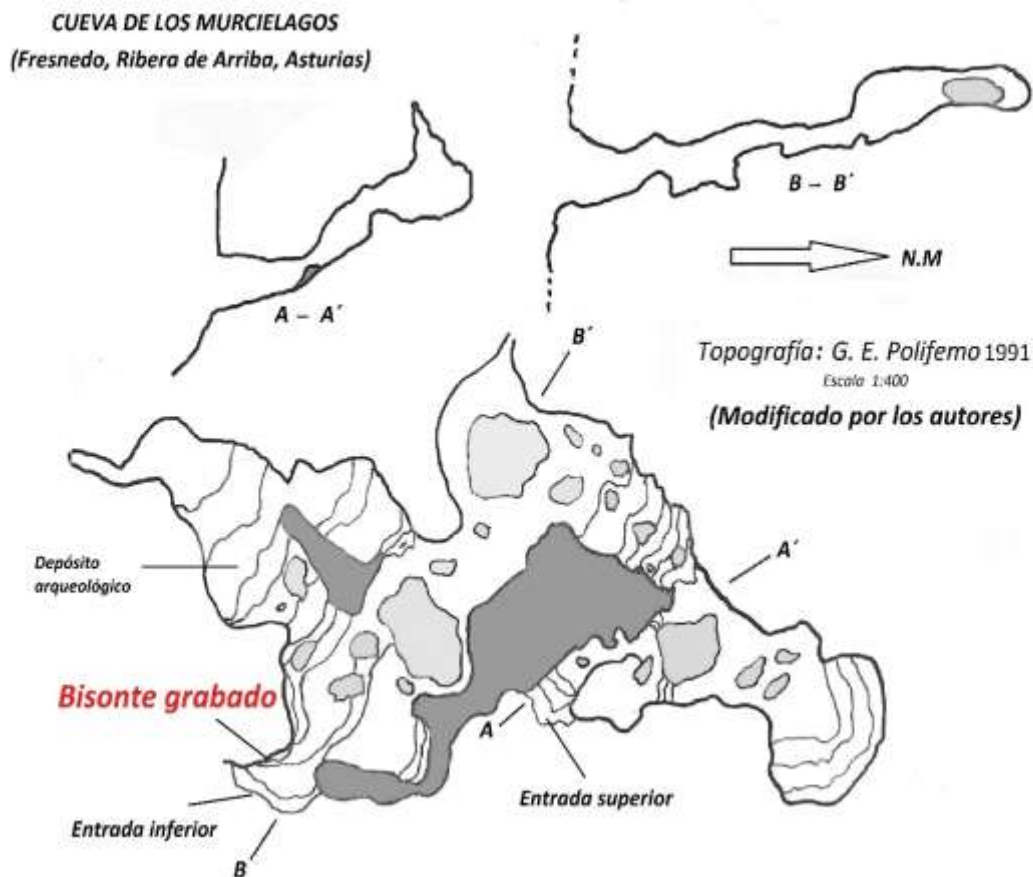 CUEVA DE LOS MURCIELAGOS
(Fresnedo, Ribera de Arriba, Asturias)
B - B´
N.M
A - A´
B´
Topografía: G. E. Polifemo 1991
Escala 1:400
(Modificado por los autores)
A´
Depósito
arqueológico
Bisonte grabado
A
Entrada superior
Entrada inferior
B